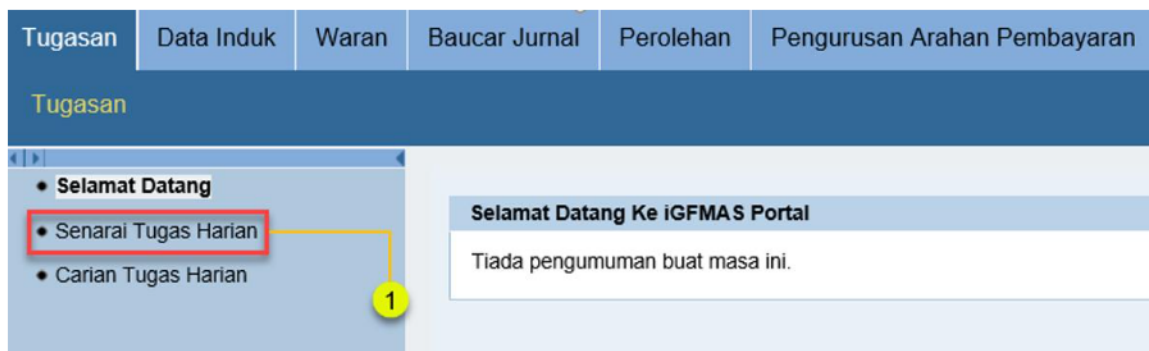 Tugasan Data Induk Waran Baucar Jurnal Perolehan Pengurusan Arahan Pembayaran
Tugasan
Selamat Datang
Senarai Tugas Harian
Carian Tugas Harian
1
Selamat Datang Ke iGFMAS Portal
Tiada pengumuman buat masa ini.